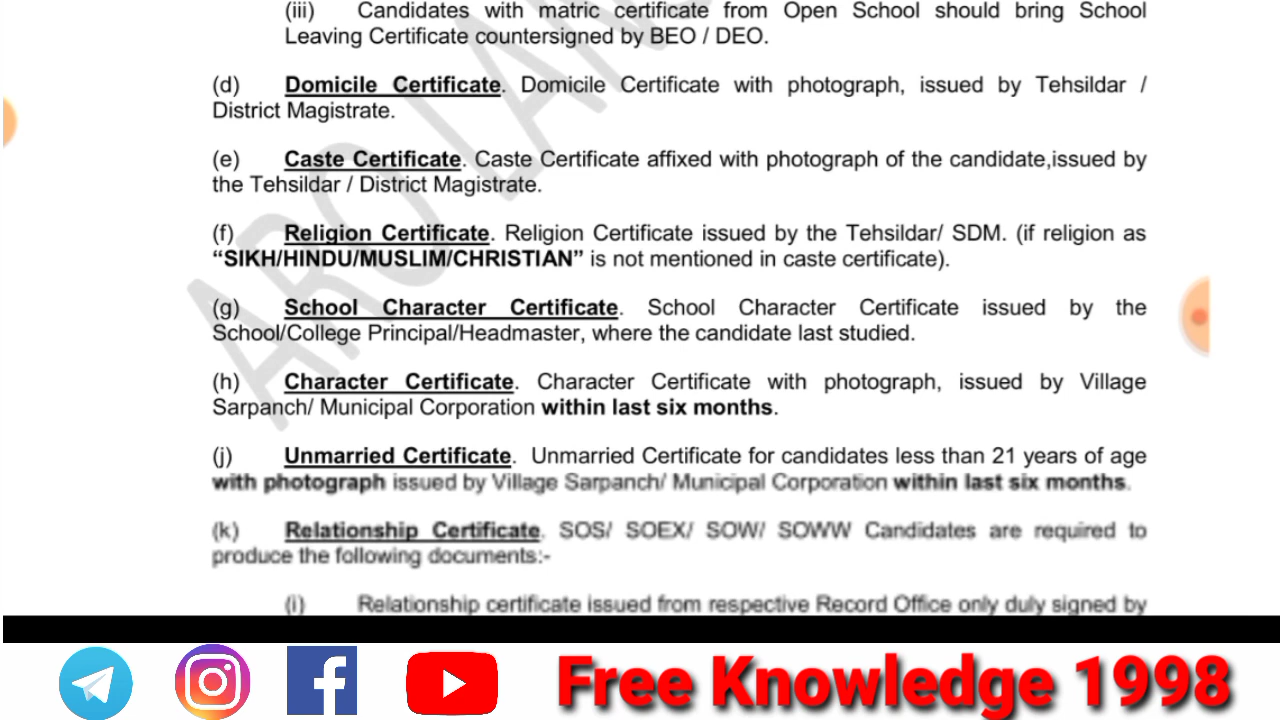 (iii) Candidates with matric certificate from Open School should bring School
Leaving Certificate countersigned by BEO / DEO.
(d) Domicile Certificate. Domicile Certificate with photograph, issued by Tehsildar /
District Magistrate.
(e) Caste Certificate. Caste Certificate affixed with photograph of the candidate,issued by
the Tehsildar / District Magistrate.
(f) Religion Certificate. Religion Certificate issued by the Tehsildar/ SDM. (if religion as
“SIKH/HINDU/MUSLIM/CHRISTIAN” is not mentioned in caste certificate).
(g) School Character Certificate. School Character Certificate issued by the
School/College Principal/Headmaster, where the candidate last studied.
(h) Character Certificate. Character Certificate with photograph, issued by Village
Sarpanch/ Municipal Corporation within last six months.
(j) Unmarried Certificate. Unmarried Certificate for candidates less than 21 years of age
with photograph issued by Village Sarpanch/ Municipal Corporation within last six months.
(k) Relationship Certificate. SOS/ SOEX/ SOW/ SOWW Candidates are required to
produce the following documents:-
(i) Relationship certificate issued from respective Record Office only duly signed by
ARO LAN
Free Knowledge 1998